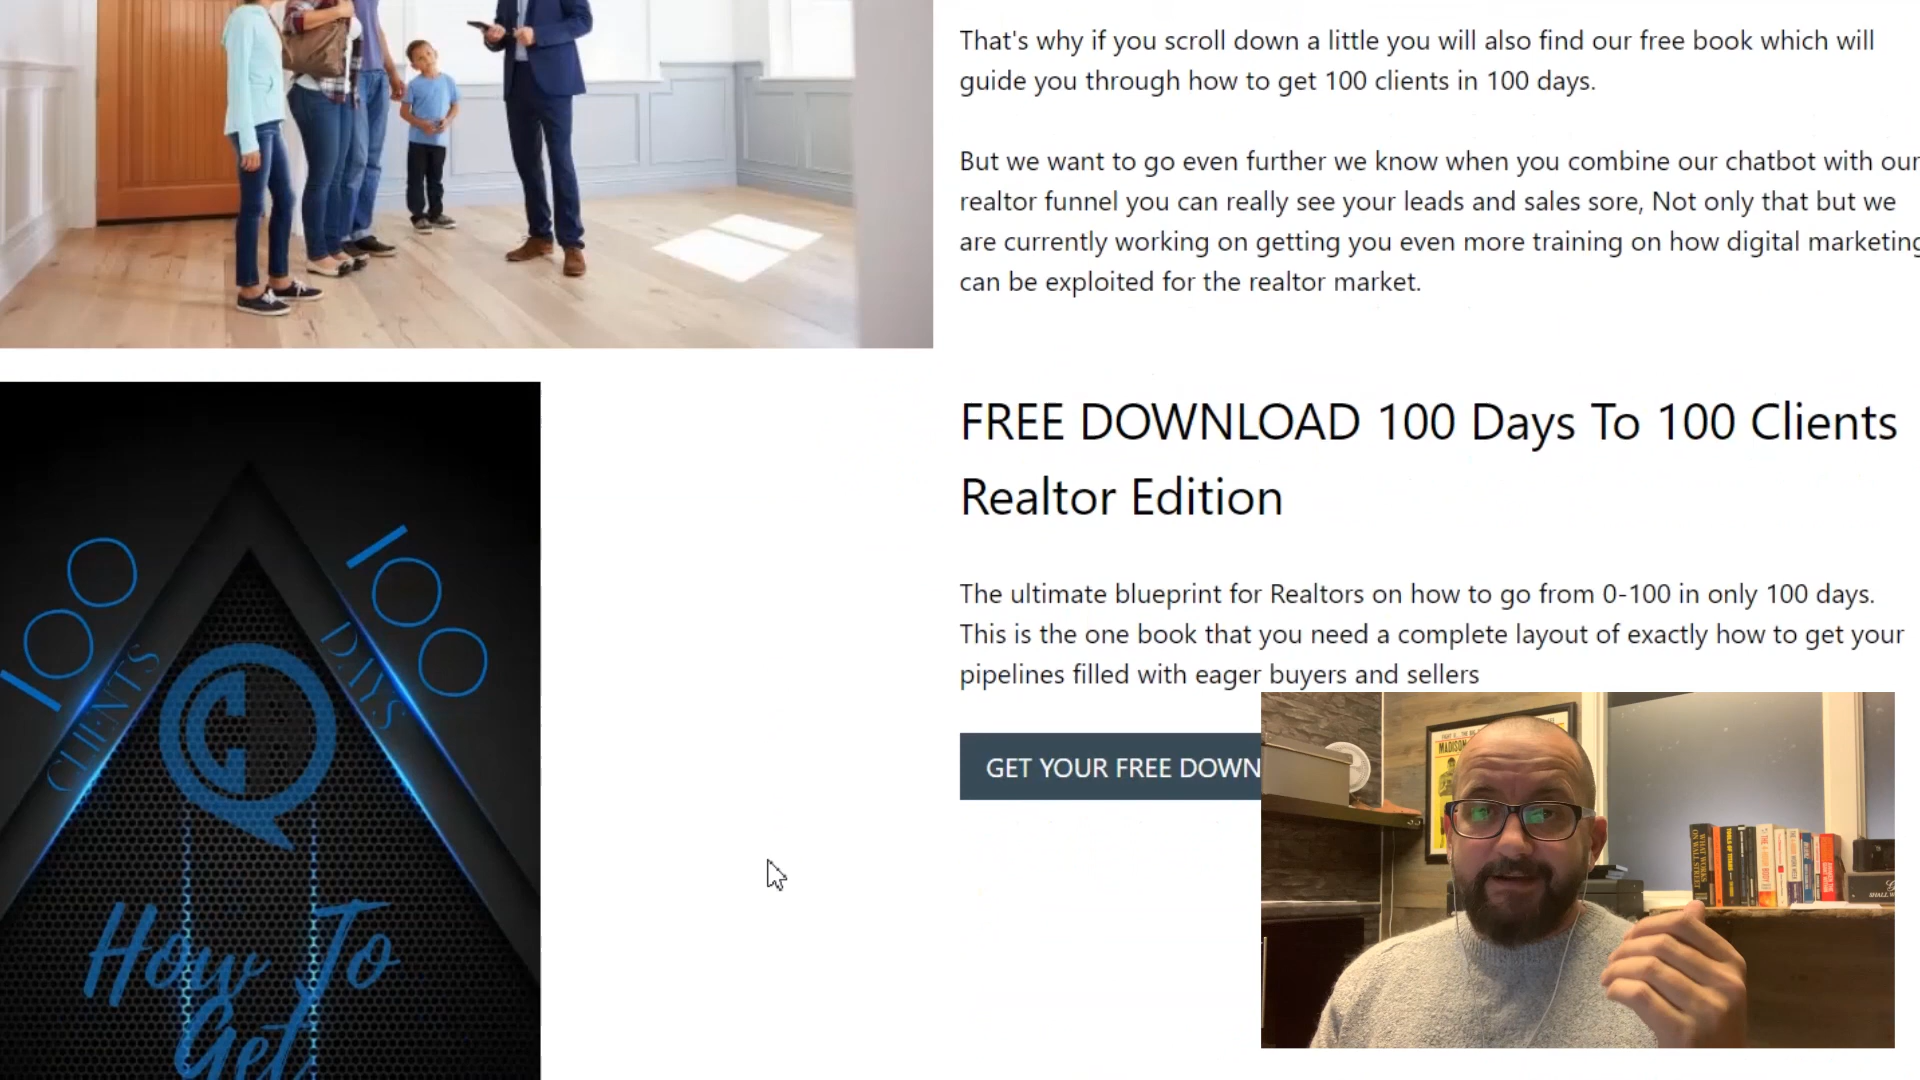 That's why if you scroll down a little you will also find our free book which will
guide you through how to get 100 clients in 100 days.
But we want to go even further we know when you combine our chatbot with our
realtor funnel you can really see your leads and sales sore, Not only that but we
are currently working on getting you even more training on how digital marketing
can be exploited for the realtor market.
FREE DOWNLOAD 100 Days To 100 Clients
Realtor Edition
The ultimate blueprint for Realtors on how to go from 0-100 in only 100 days.
This is the one book that you need a complete layout of exactly how to get your
pipelines filled with eager buyers and sellers
GET YOUR FREE DOWN
100
CLIENTS
100
DAYS
How To
Get
MADISON
WHAT WORKS
ON WALL STREET